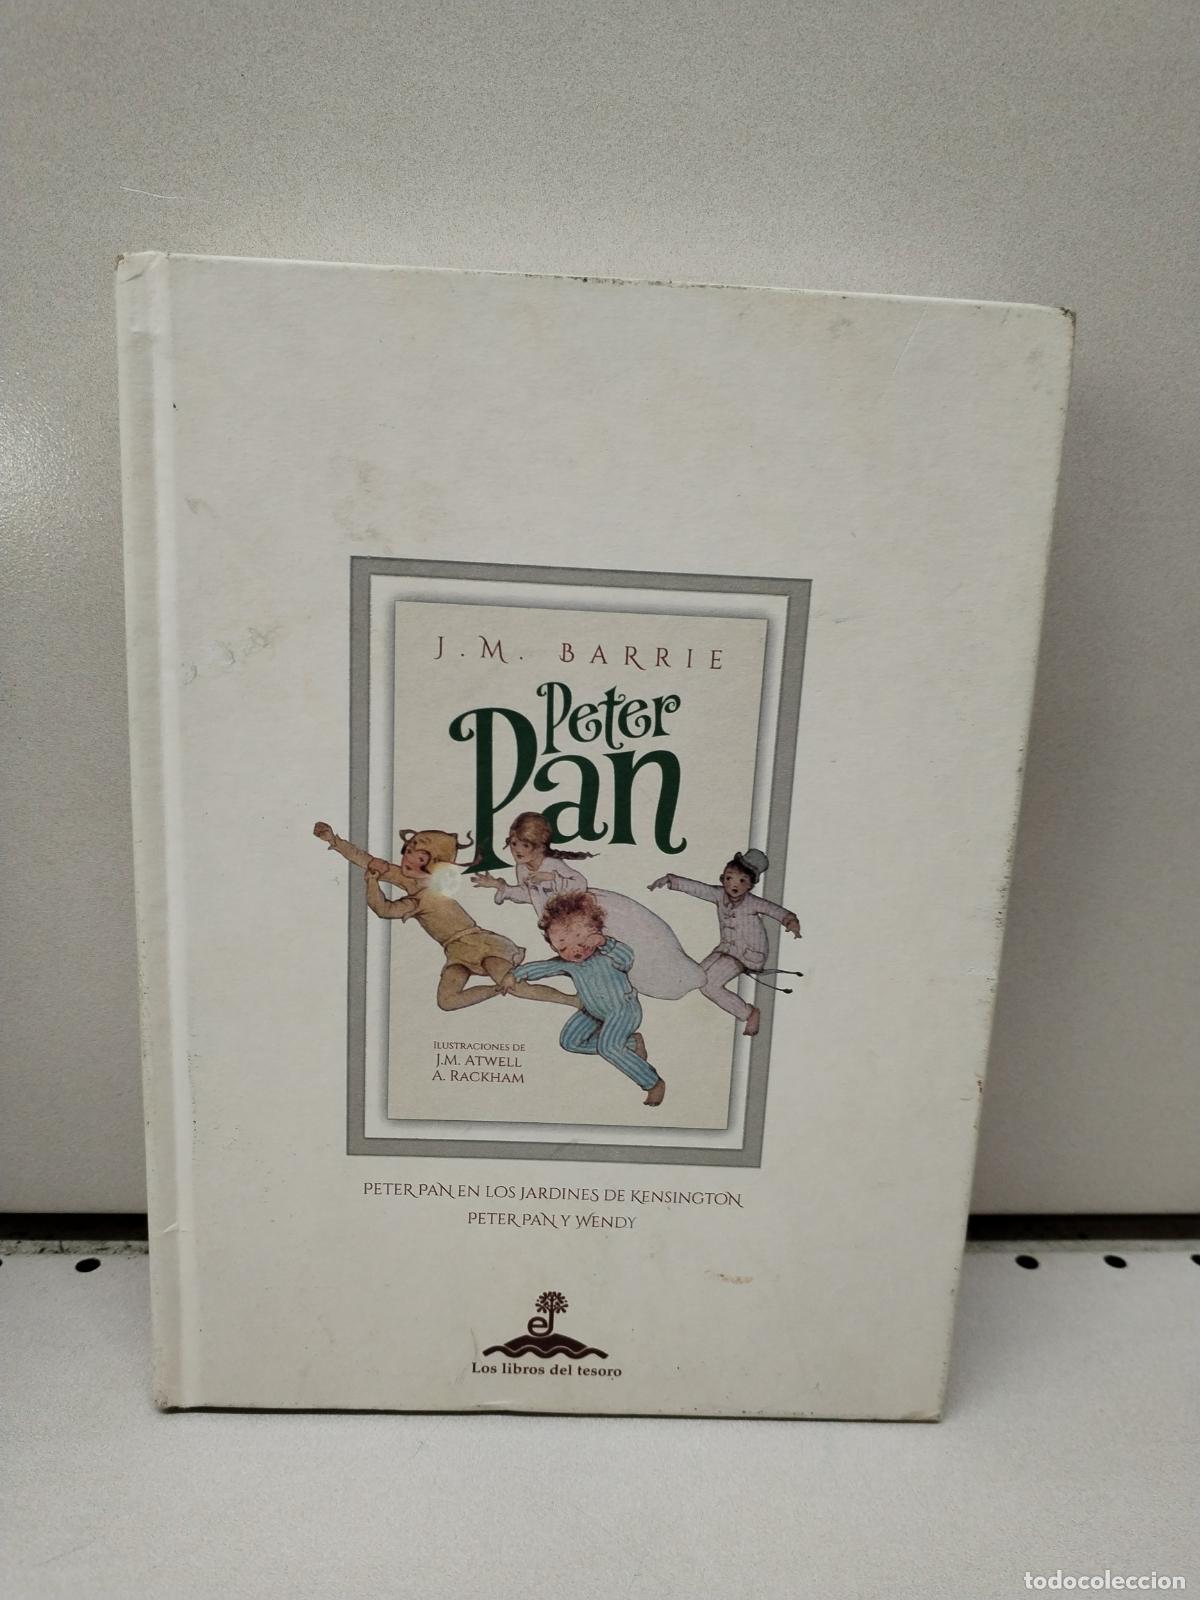 J.M. BARRIE
Peter
Pan
ILUSTRACIONES DE
J.M. ATWELL
A. RACKHAM
PETER PAN EN LOS JARDINES DE KENSINGTON
PETER PAN Y WENDY
eJ
Los libros del tesoro
todocoleccion